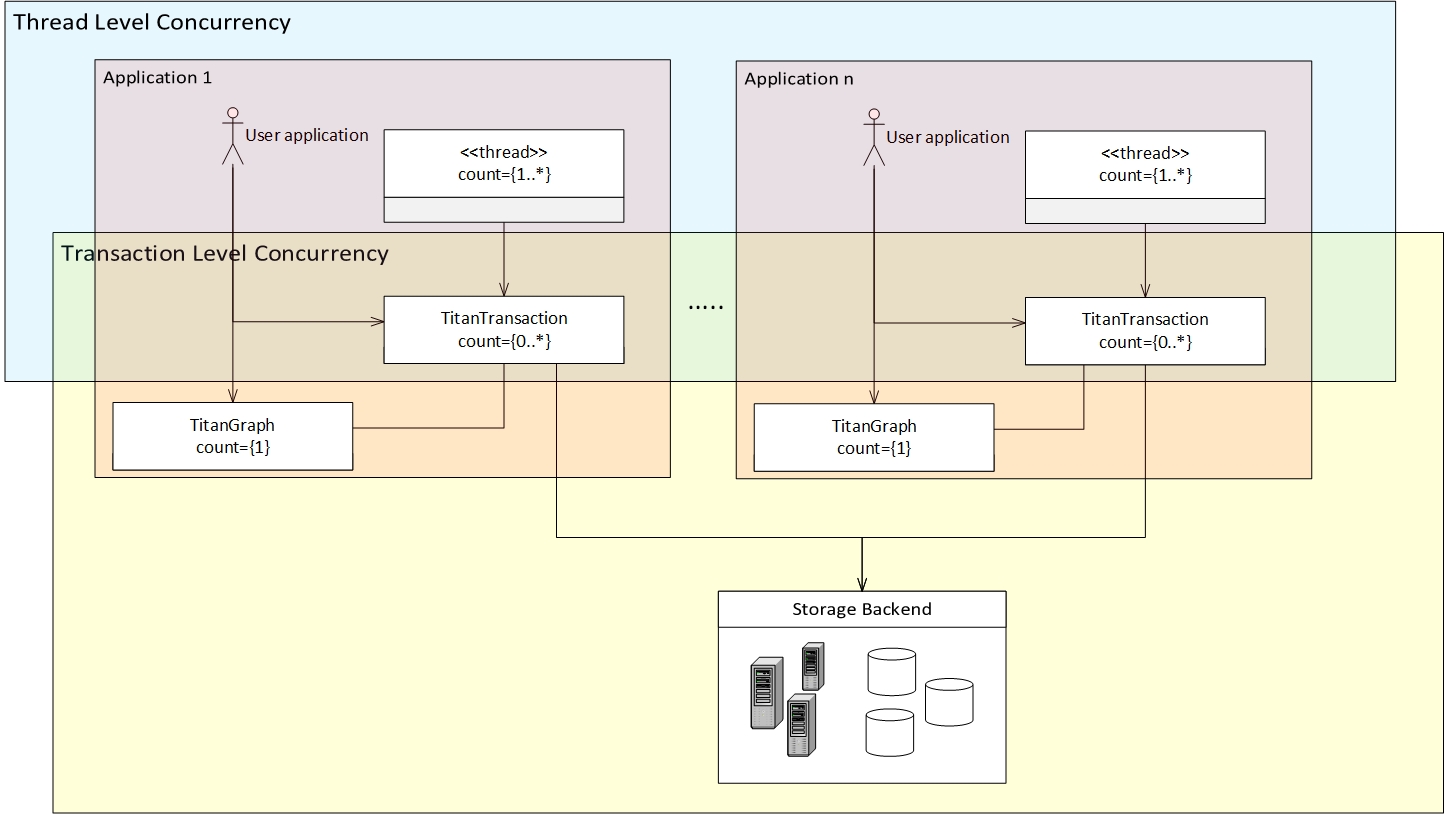 Thread Level Concurrency
Application 1
User application
<<thread>>
count={1..*}
Application n
User application
<<thread>>
count={1..*}
Transaction Level Concurrency
TitanTransaction
count={0..*}
.....
TitanTransaction
count={0..*}
TitanGraph
count={1}
TitanGraph
count={1}
Storage Backend